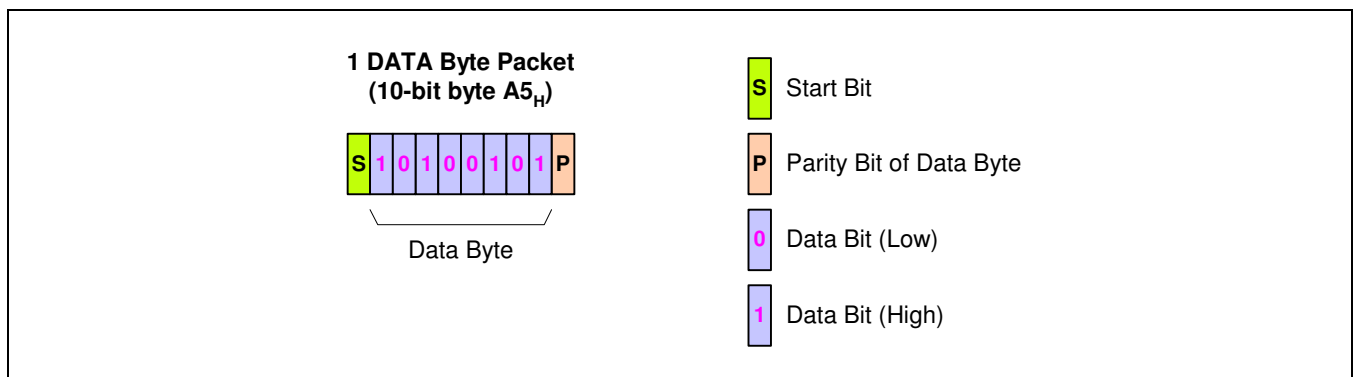 1 DATA Byte Packet
(10-bit byte A5H)
S 1 0 1 0 0 1 0 1 P
Data Byte
S Start Bit
P Parity Bit of Data Byte
0 Data Bit (Low)
1 Data Bit (High)